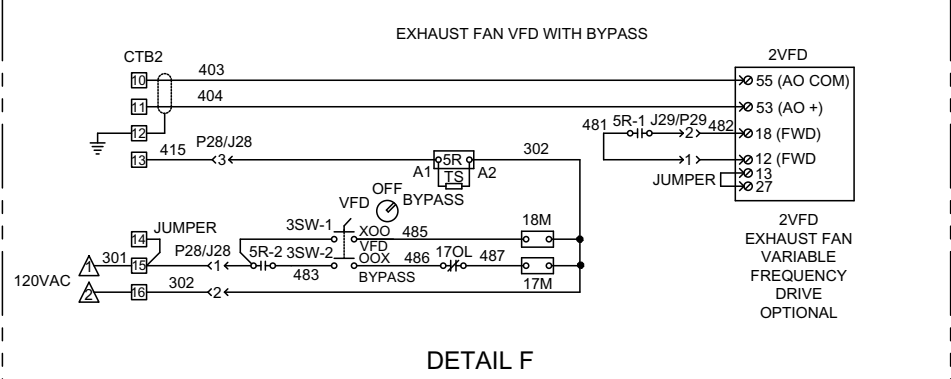 EXHAUST FAN VFD WITH BYPASS
CTB2
2VFD
10 403 55 (AO COM)
11 404 53 (AO +)
12
481 5R-1 J29/P29 2 482 18 (FWD)
P28/J28
13 415 3 5R 302 1 12 (FWD
A1 TS A2
JUMPER 13
27
OFF
VFD BYPASS
3SW-1 XOO 485 18M
VFD
14 JUMPER
1 301 15 P28/J28 1 5R-2 3SW-2 OOX 486 17OL 487 17M
483 BYPASS
120VAC
2 16 302 2
2VFD
EXHAUST FAN
VARIABLE
FREQUENCY
DRIVE
OPTIONAL
DETAIL F